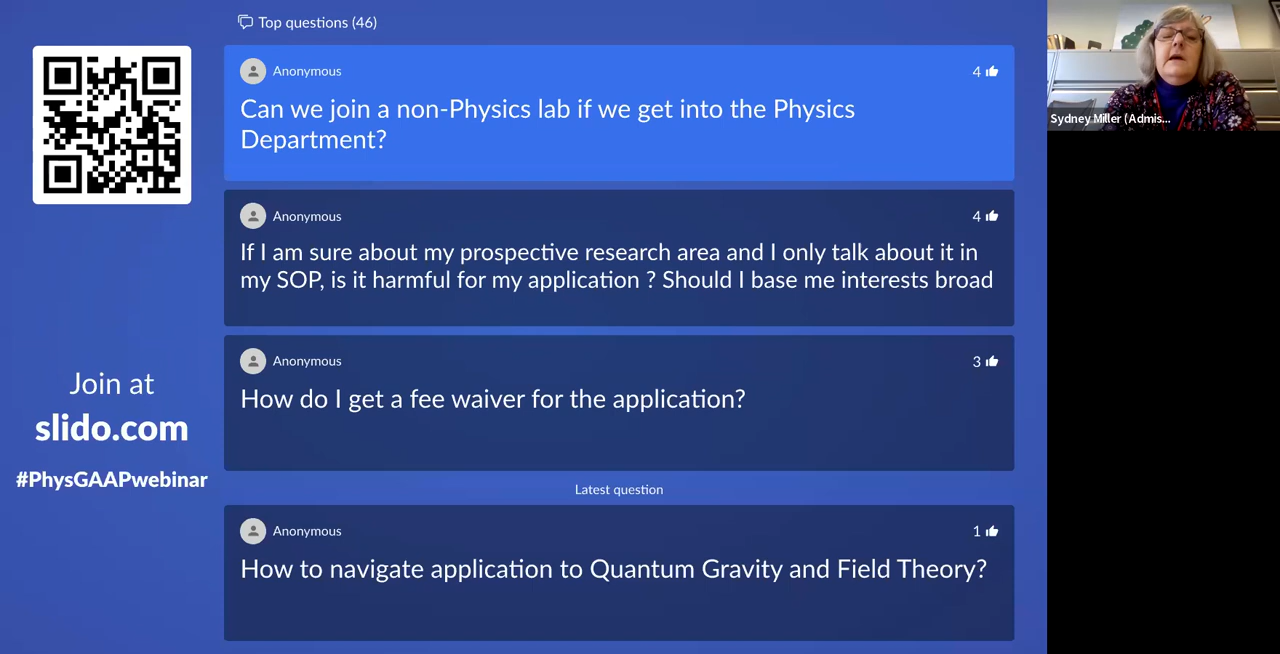 Top questions (46)
Anonymous
4
Can we join a non-Physics lab if we get into the Physics
Department?
Anonymous
4
If I am sure about my prospective research area and I only talk about it in
my SOP, is it harmful for my application ? Should I base me interests broad
Anonymous
3
How do I get a fee waiver for the application?
Latest question
Anonymous
1
How to navigate application to Quantum Gravity and Field Theory?
Join at
slido.com
#PhysGAAPwebinar
Sydney Miller (Admis...